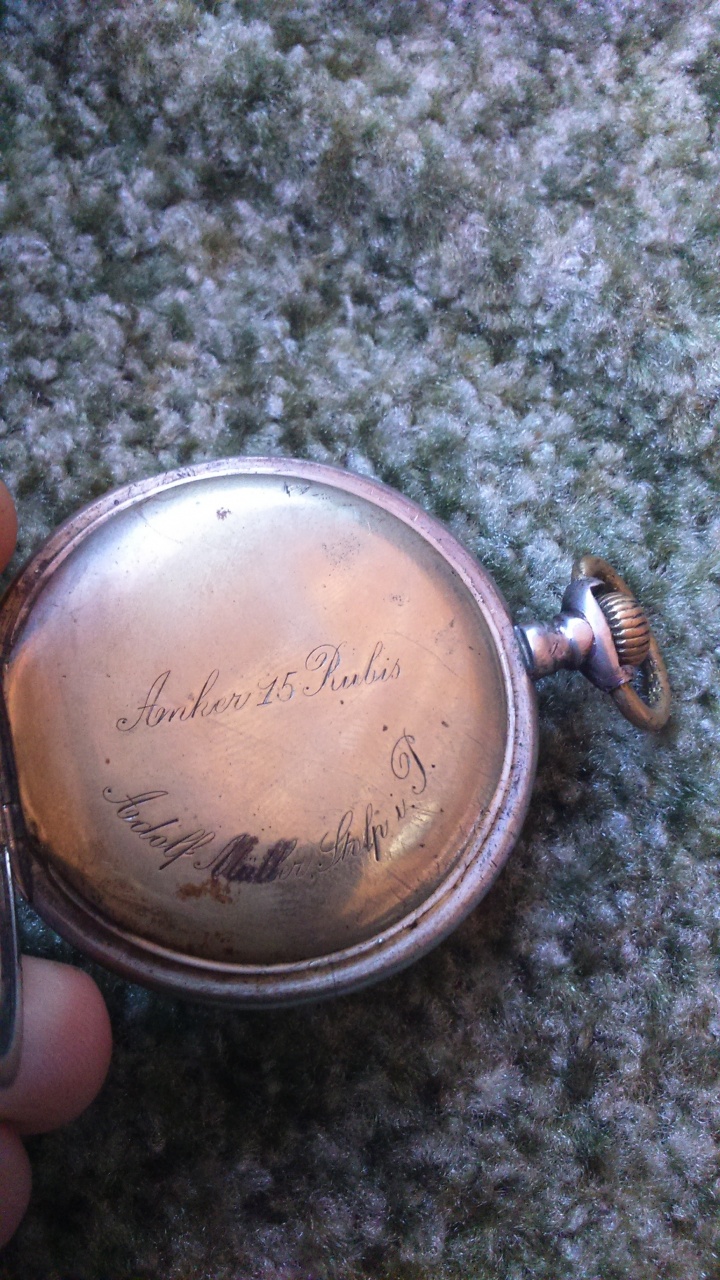 Anker 15 Rubis
Adolf Müller, Stolp i. P.